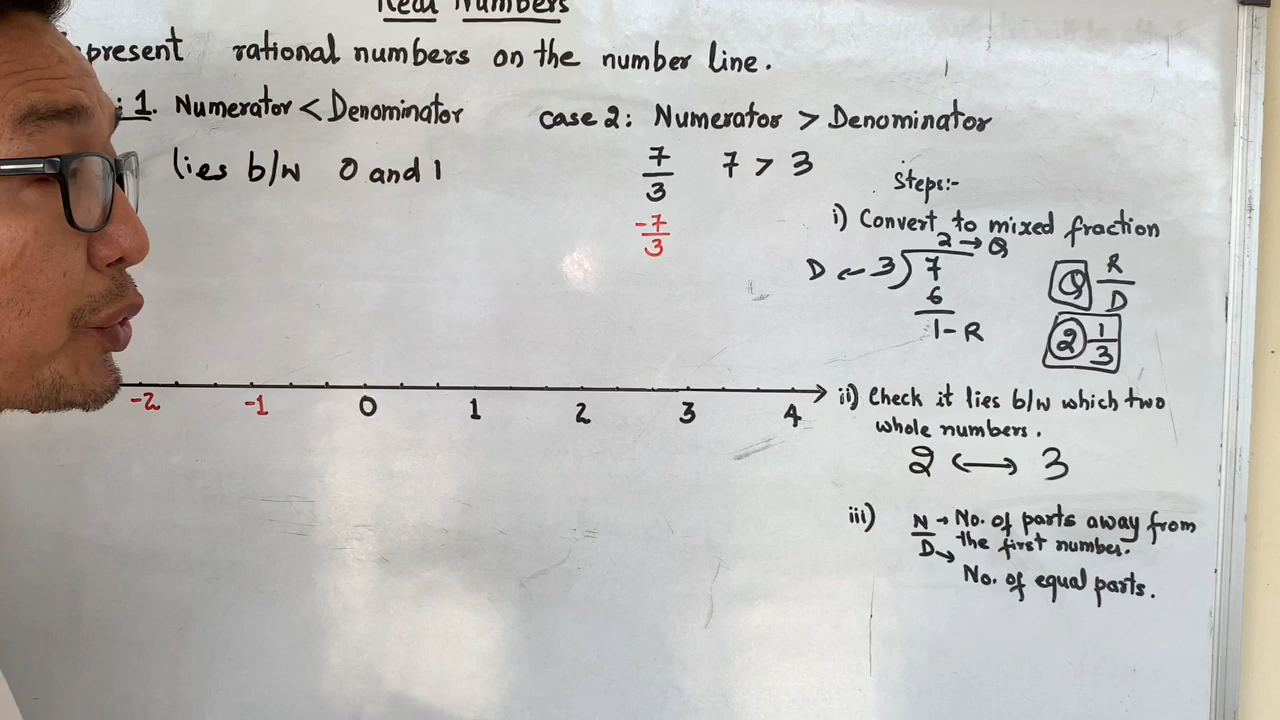 Real Numbers
present rational numbers on the number line.
: 1. Numerator < Denominator
lies b/w 0 and 1
case 2: Numerator > Denominator
7/3 7 > 3
-7/3
Steps:-
i) Convert to mixed fraction
2 → Q
D ← 3) 7
6
1 - R
Q R/D
2 1/3
ii) Check it lies b/w which two
whole numbers.
2 ↔ 3
iii) N → No. of parts away from
the first number.
D → No. of equal parts.
-2 -1 0 1 2 3 4